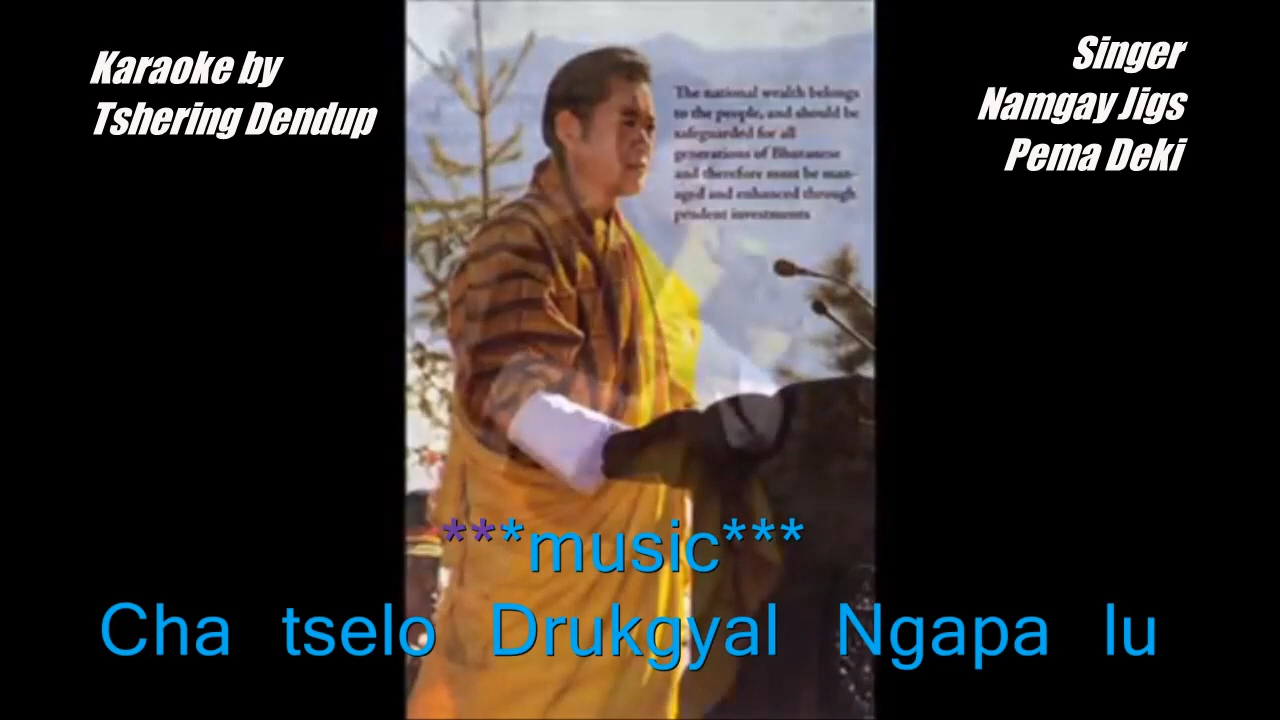 Karaoke by
Tshering Dendup
Singer
Namgay Jigs
Pema Deki
The national wealth belongs
to the people, and should be
safeguarded for all
generations of Bhutanese
and therefore must be man-
aged and enhanced through
prudent investments
***music***
Cha tselo Drukgyal Ngapa lu